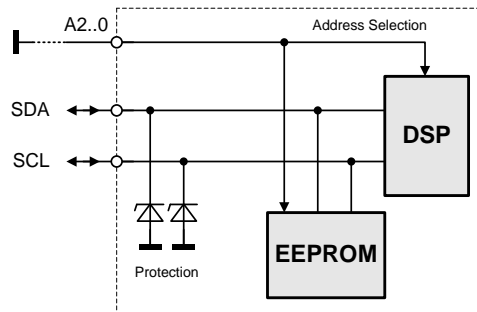 A2..0
Address Selection
SDA
DSP
SCL
EEPROM
Protection